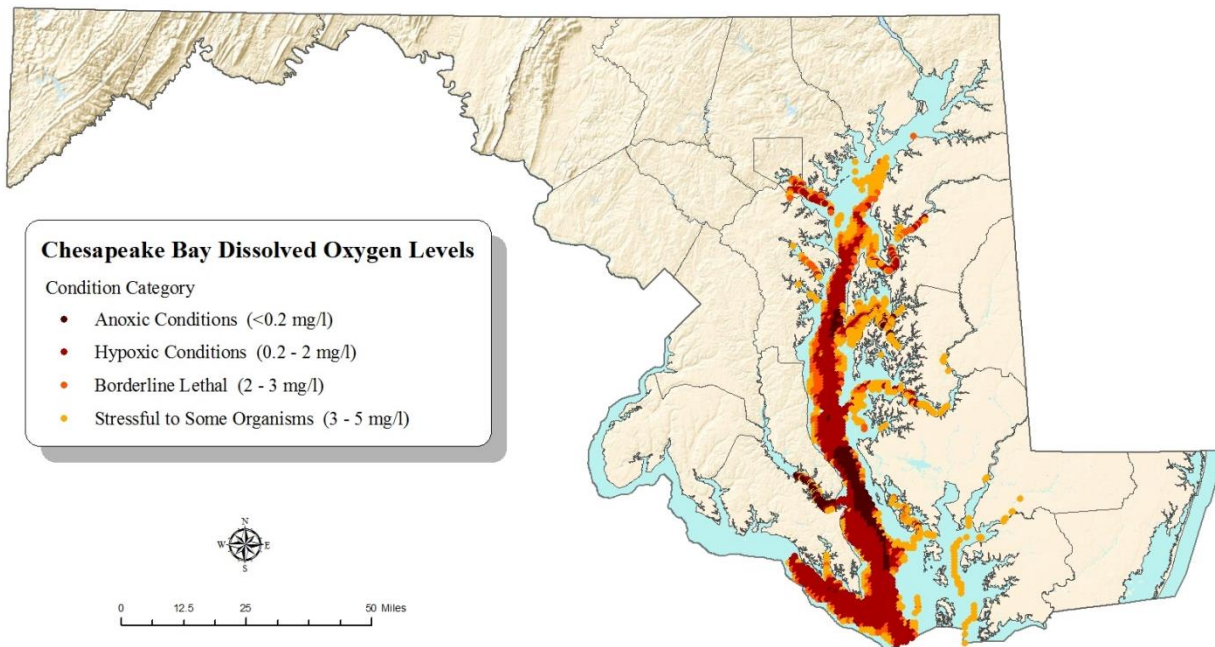 Chesapeake Bay Dissolved Oxygen Levels
Condition Category
Anoxic Conditions (<0.2 mg/l)
Hypoxic Conditions (0.2 - 2 mg/l)
Borderline Lethal (2 - 3 mg/l)
Stressful to Some Organisms (3 - 5 mg/l)
N
W E
S
0 12.5 25 50 Miles